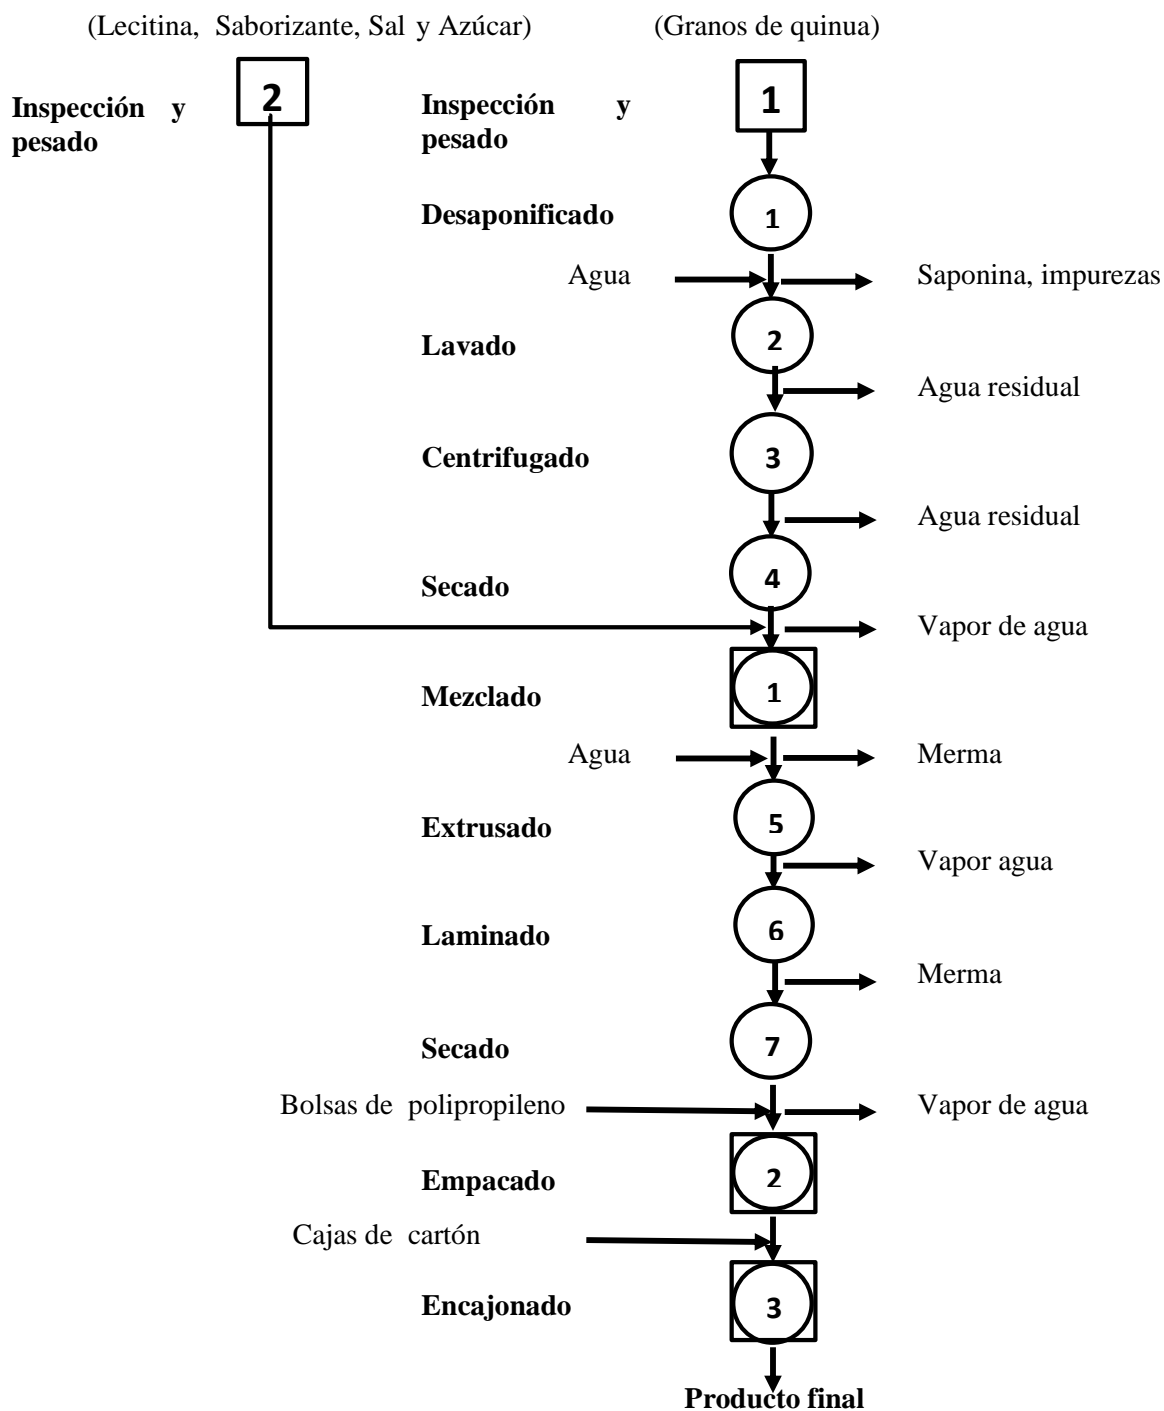 (Lecitina, Saborizante, Sal y Azúcar) (Granos de quinua)
Inspección y
pesado
2
Inspección y
pesado
1
Desaponificado
1
Agua
Saponina, impurezas
Lavado
2
Agua residual
Centrifugado
3
Agua residual
Secado
4
Vapor de agua
Mezclado
1
Agua
Merma
Extrusado
5
Vapor agua
Laminado
6
Merma
Secado
7
Bolsas de polipropileno
Vapor de agua
Empacado
2
Cajas de cartón
Encajonado
3
Producto final